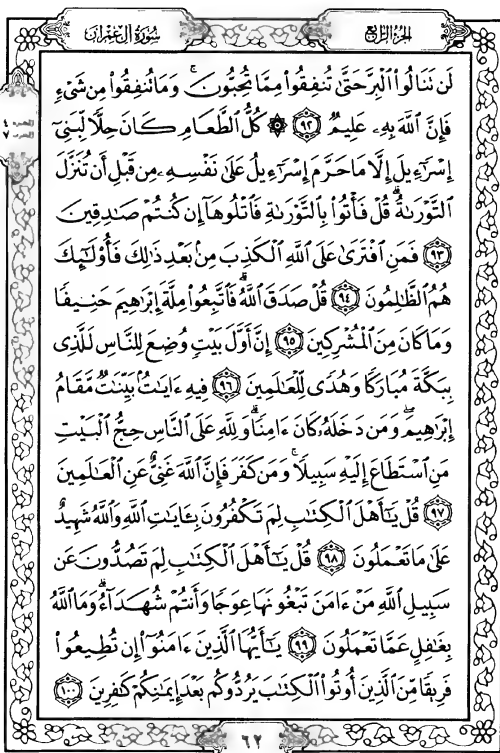 سُورَةُ آلِ عِمْرَان
الجُزْءُ الرَّابِعُ
لَن تَنَالُوا۟ ٱلْبِرَّ حَتَّىٰ تُنفِقُوا۟ مِمَّا تُحِبُّونَ ۚ وَمَا تُنفِقُوا۟ مِن شَىْءٍ
فَإِنَّ ٱللَّهَ بِهِۦ عَلِيمٌ ٩٢ ۞ كُلُّ ٱلطَّعَامِ كَانَ حِلًّا لِّبَنِىٓ
إِسْرَٰٓءِيلَ إِلَّا مَا حَرَّمَ إِسْرَٰٓءِيلُ عَلَىٰ نَفْسِهِۦ مِن قَبْلِ أَن تُنَزَّلَ
ٱلتَّوْرَىٰةُ ۗ قُلْ فَأْتُوا۟ بِٱلتَّوْرَىٰةِ فَٱتْلُوهَآ إِن كُنتُمْ صَٰدِقِينَ
٩٣ فَمَنِ ٱفْتَرَىٰ عَلَى ٱللَّهِ ٱلْكَذِبَ مِنۢ بَعْدِ ذَٰلِكَ فَأُو۟لَٰٓئِكَ
هُمُ ٱلظَّٰلِمُونَ ٩٤ قُلْ صَدَقَ ٱللَّهُ ۗ فَٱتَّبِعُوا۟ مِلَّةَ إِبْرَٰهِيمَ حَنِيفًا
وَمَا كَانَ مِنَ ٱلْمُشْرِكِينَ ٩٥ إِنَّ أَوَّلَ بَيْتٍ وُضِعَ لِلنَّاسِ لَلَّذِى
بِبَكَّةَ مُبَارَكًا وَهُدًى لِّلْعَٰلَمِينَ ٩٦ فِيهِ ءَايَٰتٌۢ بَيِّنَٰتٌ مَّقَامُ
إِبْرَٰهِيمَ ۖ وَمَن دَخَلَهُۥ كَانَ ءَامِنًا ۗ وَلِلَّهِ عَلَى ٱلنَّاسِ حِجُّ ٱلْبَيْتِ
مَنِ ٱسْتَطَاعَ إِلَيْهِ سَبِيلًا ۚ وَمَن كَفَرَ فَإِنَّ ٱللَّهَ غَنِىٌّ عَنِ ٱلْعَٰلَمِينَ
٩٧ قُلْ يَٰٓأَهْلَ ٱلْكِتَٰبِ لِمَ تَكْفُرُونَ بِـَٔايَٰتِ ٱللَّهِ وَٱللَّهُ شَهِيدٌ
عَلَىٰ مَا تَعْمَلُونَ ٩٨ قُلْ يَٰٓأَهْلَ ٱلْكِتَٰبِ لِمَ تَصُدُّونَ عَن
سَبِيلِ ٱللَّهِ مَنْ ءَامَنَ تَبْغُونَهَا عِوَجًا وَأَنتُمْ شُهَدَآءُ ۗ وَمَا ٱللَّهُ
بِغَٰفِلٍ عَمَّا تَعْمَلُونَ ٩٩ يَٰٓأَيُّهَا ٱلَّذِينَ ءَامَنُوٓا۟ إِن تُطِيعُوا۟
فَرِيقًا مِّنَ ٱلَّذِينَ أُوتُوا۟ ٱلْكِتَٰبَ يَرُدُّوكُم بَعْدَ إِيمَٰنِكُمْ كَٰفِرِينَ ١٠٠
٦٢